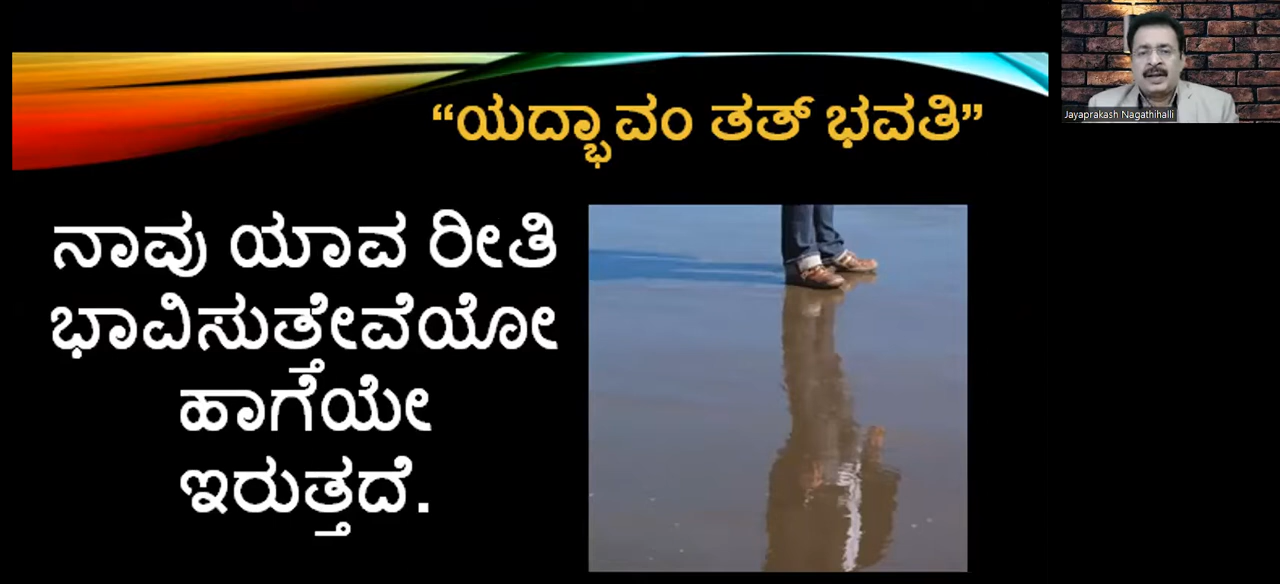 “ಯದ್ಭಾವಂ ತತ್ ಭವತಿ”
ನಾವು ಯಾವ ರೀತಿ
ಭಾವಿಸುತ್ತೇವೆಯೋ
ಹಾಗೆಯೇ
ಇರುತ್ತದೆ.
Jayaprakash Nagathihalli